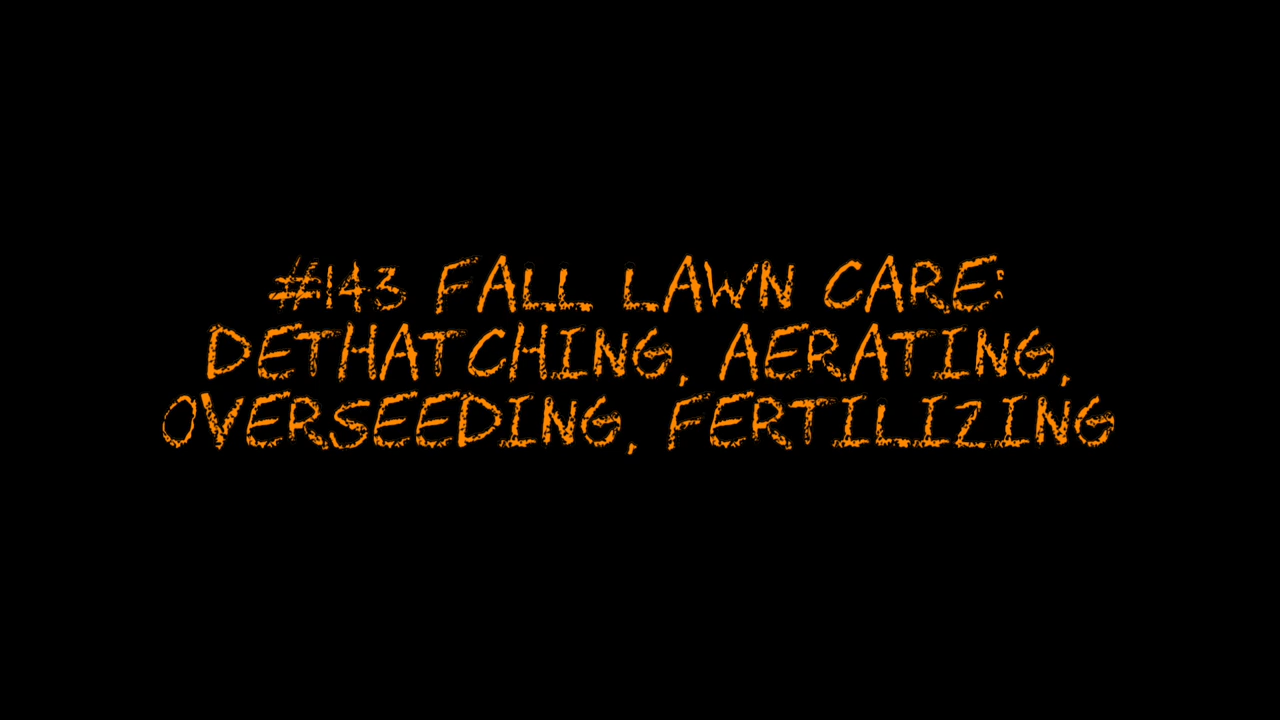 #143 FALL LAWN CARE:
DETHATCHING, AERATING,
OVERSEEDING, FERTILIZING